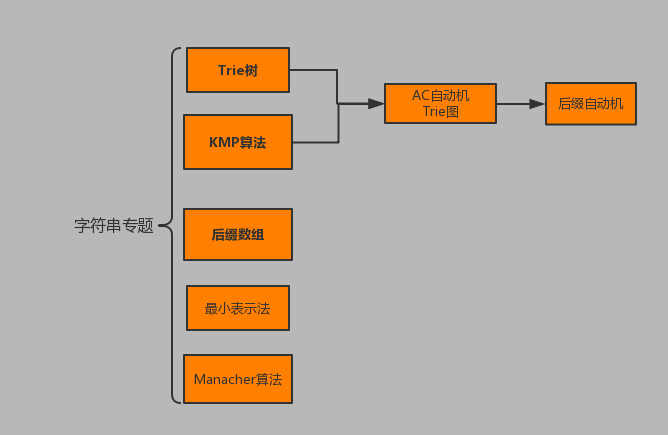 字符串专题
Trie树
KMP算法
后缀数组
最小表示法
Manacher算法
AC自动机
Trie图
后缀自动机